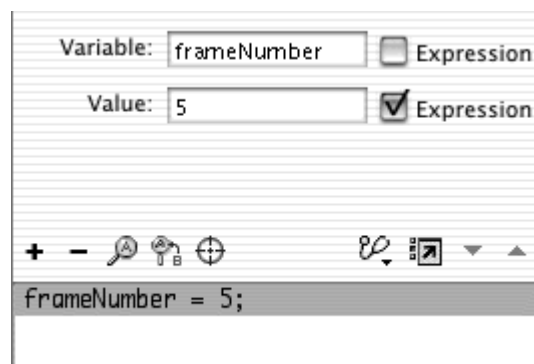 Variable: frameNumber Expression
Value: 5 Expression
A A B
frameNumber = 5;